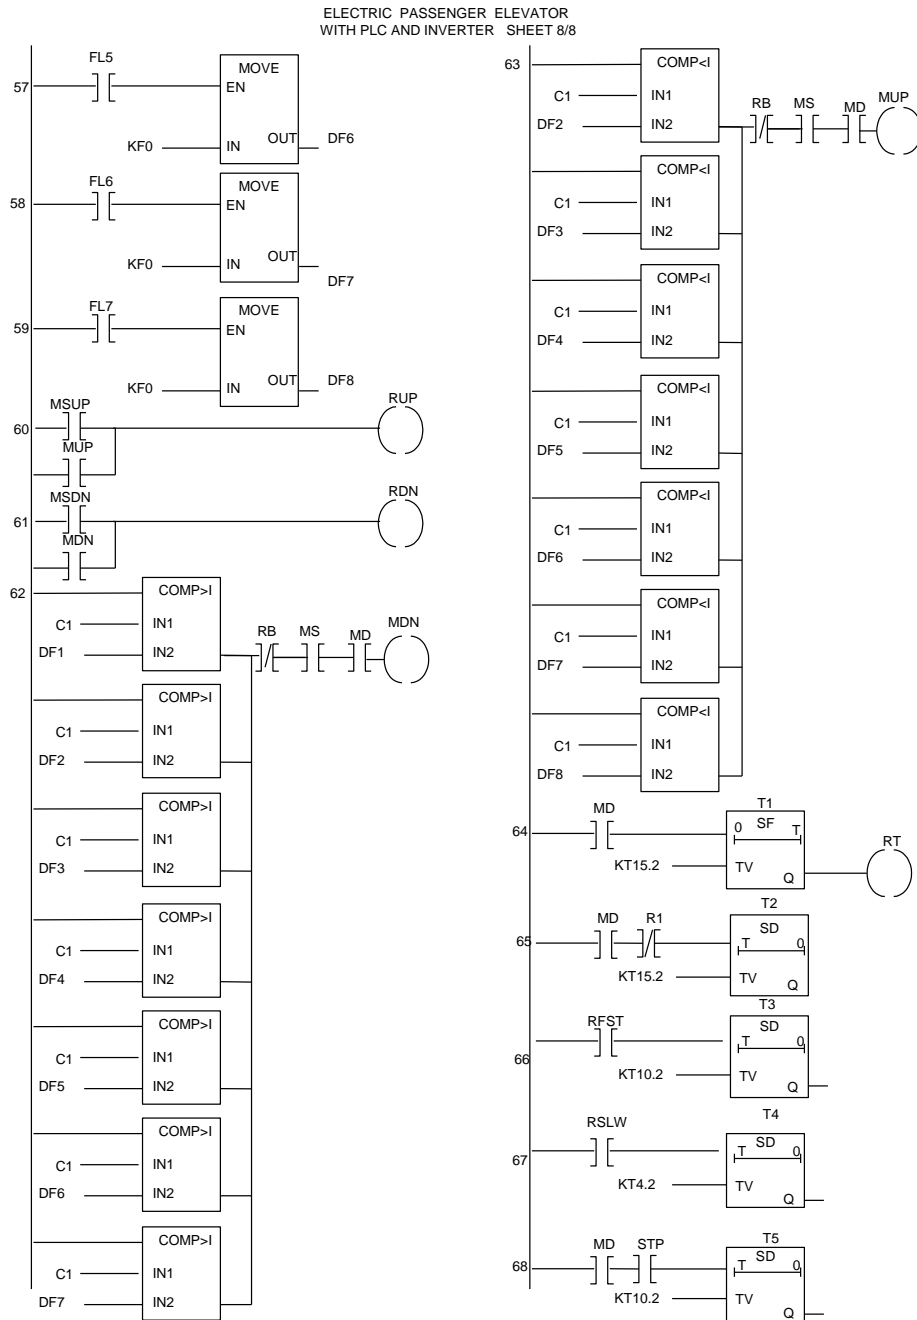 ELECTRIC PASSENGER ELEVATOR
WITH PLC AND INVERTER SHEET 8/8
57
FL5
MOVE
EN
KF0
IN
OUT
DF6
58
FL6
MOVE
EN
KF0
IN
OUT
DF7
59
FL7
MOVE
EN
KF0
IN
OUT
DF8
60
MSUP
MUP
RUP
61
MSDN
MDN
RDN
62
COMP>I
C1
IN1
DF1
IN2
RB
MS
MD
MDN
COMP>I
C1
IN1
DF2
IN2
COMP>I
C1
IN1
DF3
IN2
COMP>I
C1
IN1
DF4
IN2
COMP>I
C1
IN1
DF5
IN2
COMP>I
C1
IN1
DF6
IN2
COMP>I
C1
IN1
DF7
IN2
63
COMP<I
C1
IN1
DF2
IN2
RB
MS
MD
MUP
COMP<I
C1
IN1
DF3
IN2
COMP<I
C1
IN1
DF4
IN2
COMP<I
C1
IN1
DF5
IN2
COMP<I
C1
IN1
DF6
IN2
COMP<I
C1
IN1
DF7
IN2
COMP<I
C1
IN1
DF8
IN2
64
MD
T1
0 SF T
KT15.2
TV
Q
RT
65
MD
R1
T2
SD
T 0
KT15.2
TV
Q
66
RFST
T3
SD
T 0
KT10.2
TV
Q
67
RSLW
T4
SD
T 0
KT4.2
TV
Q
68
MD
STP
T5
SD
T 0
KT10.2
TV
Q